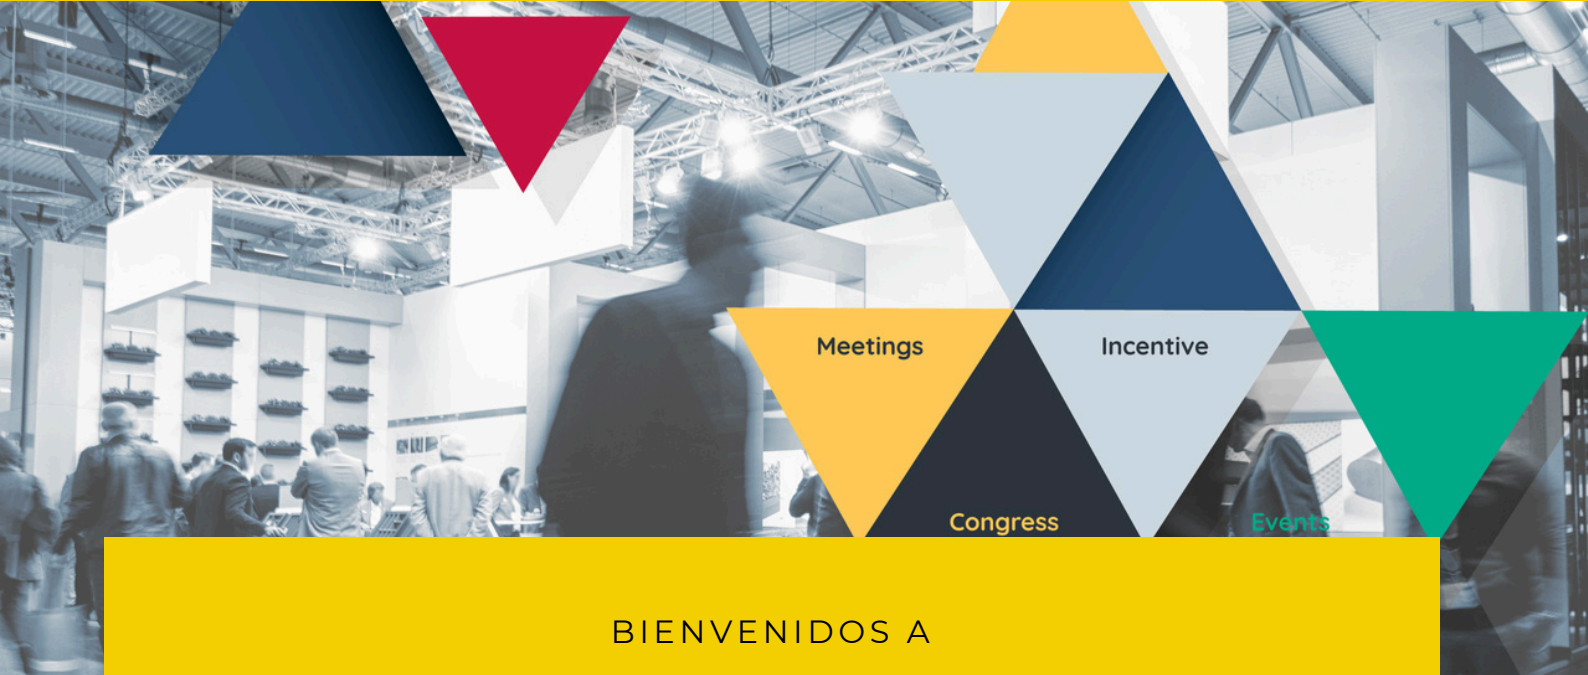 Meetings
Incentive
Congress
Events
BIENVENIDOS A